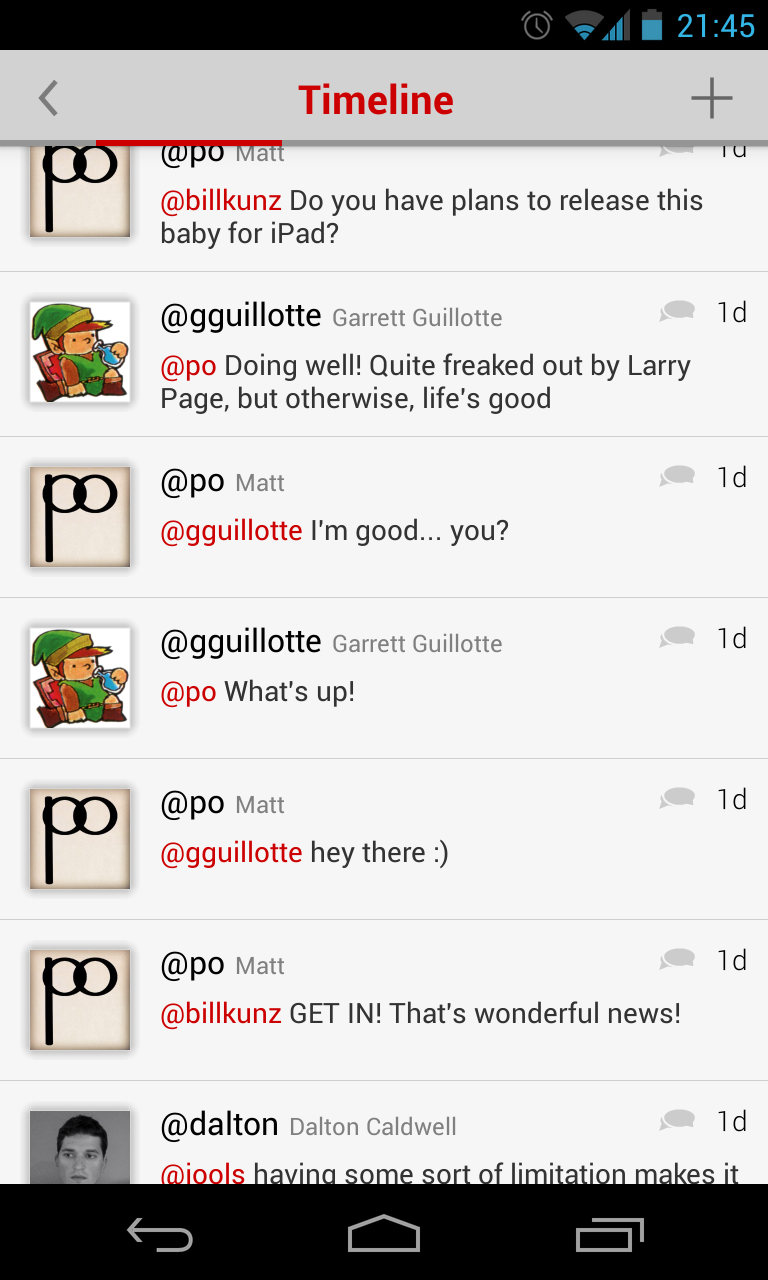 21:45
Timeline
@po Matt 1d
@billkunz Do you have plans to release this
baby for iPad?
@gguillotte Garrett Guillotte 1d
@po Doing well! Quite freaked out by Larry
Page, but otherwise, life's good
po
@po Matt 1d
@gguillotte I'm good... you?
@gguillotte Garrett Guillotte 1d
@po What's up!
po
@po Matt 1d
@gguillotte hey there :)
po
@po Matt 1d
@billkunz GET IN! That's wonderful news!
@dalton Dalton Caldwell 1d
@jools having some sort of limitation makes it